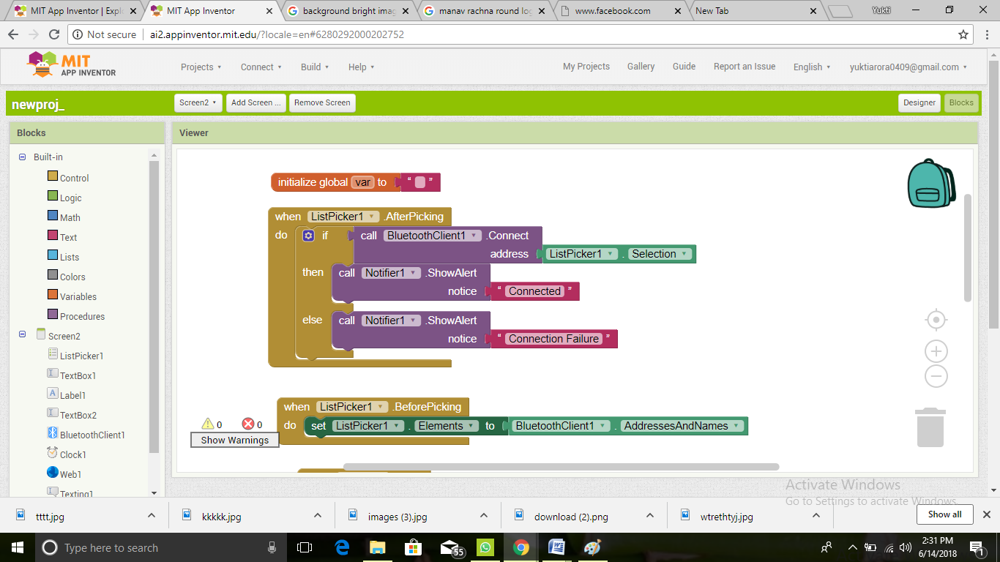 MIT App Inventor | Expl
MIT App Inventor
background bright imag
manav rachna round log
www.facebook.com
New Tab
Yukti
Not secure | ai2.appinventor.mit.edu/?locale=en#6280292000202752
MIT
APP INVENTOR
Projects
Connect
Build
Help
My Projects
Gallery
Guide
Report an Issue
English
yuktiarora0409@gmail.com
newproj_
Screen2
Add Screen ...
Remove Screen
Designer
Blocks
Blocks
Viewer
Built-in
Control
Logic
Math
Text
Lists
Colors
Variables
Procedures
Screen2
ListPicker1
TextBox1
Label1
TextBox2
BluetoothClient1
Clock1
Web1
Texting1
initialize global var to " "
when ListPicker1 .AfterPicking
do if call BluetoothClient1 .Connect
address ListPicker1 . Selection
then call Notifier1 .ShowAlert
notice " Connected "
else call Notifier1 .ShowAlert
notice " Connection Failure "
when ListPicker1 .BeforePicking
do set ListPicker1 . Elements to BluetoothClient1 . AddressesAndNames
0 0
Show Warnings
Activate Windows
Go to Settings to activate Windows.
tttt.jpg
kkkkk.jpg
images (3).jpg
download (2).png
wtrethtyj.jpg
Show all
Type here to search
55
2:31 PM
6/14/2018
1